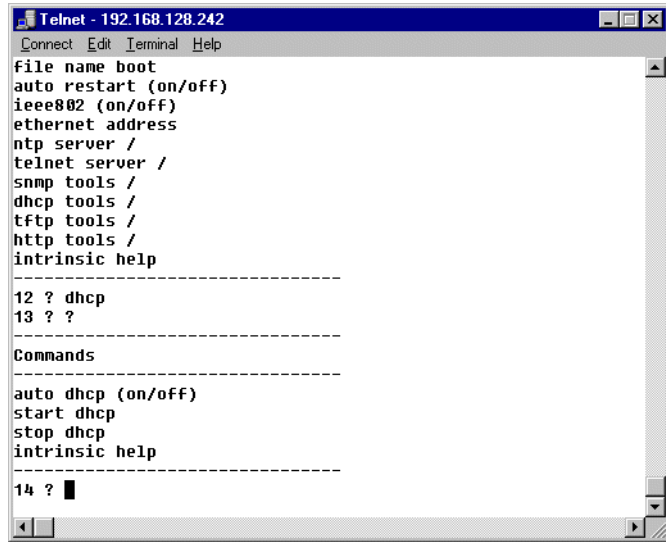 Telnet - 192.168.128.242
Connect Edit Terminal Help
file name boot
auto restart (on/off)
ieee802 (on/off)
ethernet address
ntp server /
telnet server /
snmp tools /
dhcp tools /
tftp tools /
http tools /
intrinsic help
--------------------------------
12 ? dhcp
13 ? ?
--------------------------------
Commands
--------------------------------
auto dhcp (on/off)
start dhcp
stop dhcp
intrinsic help
--------------------------------
14 ?